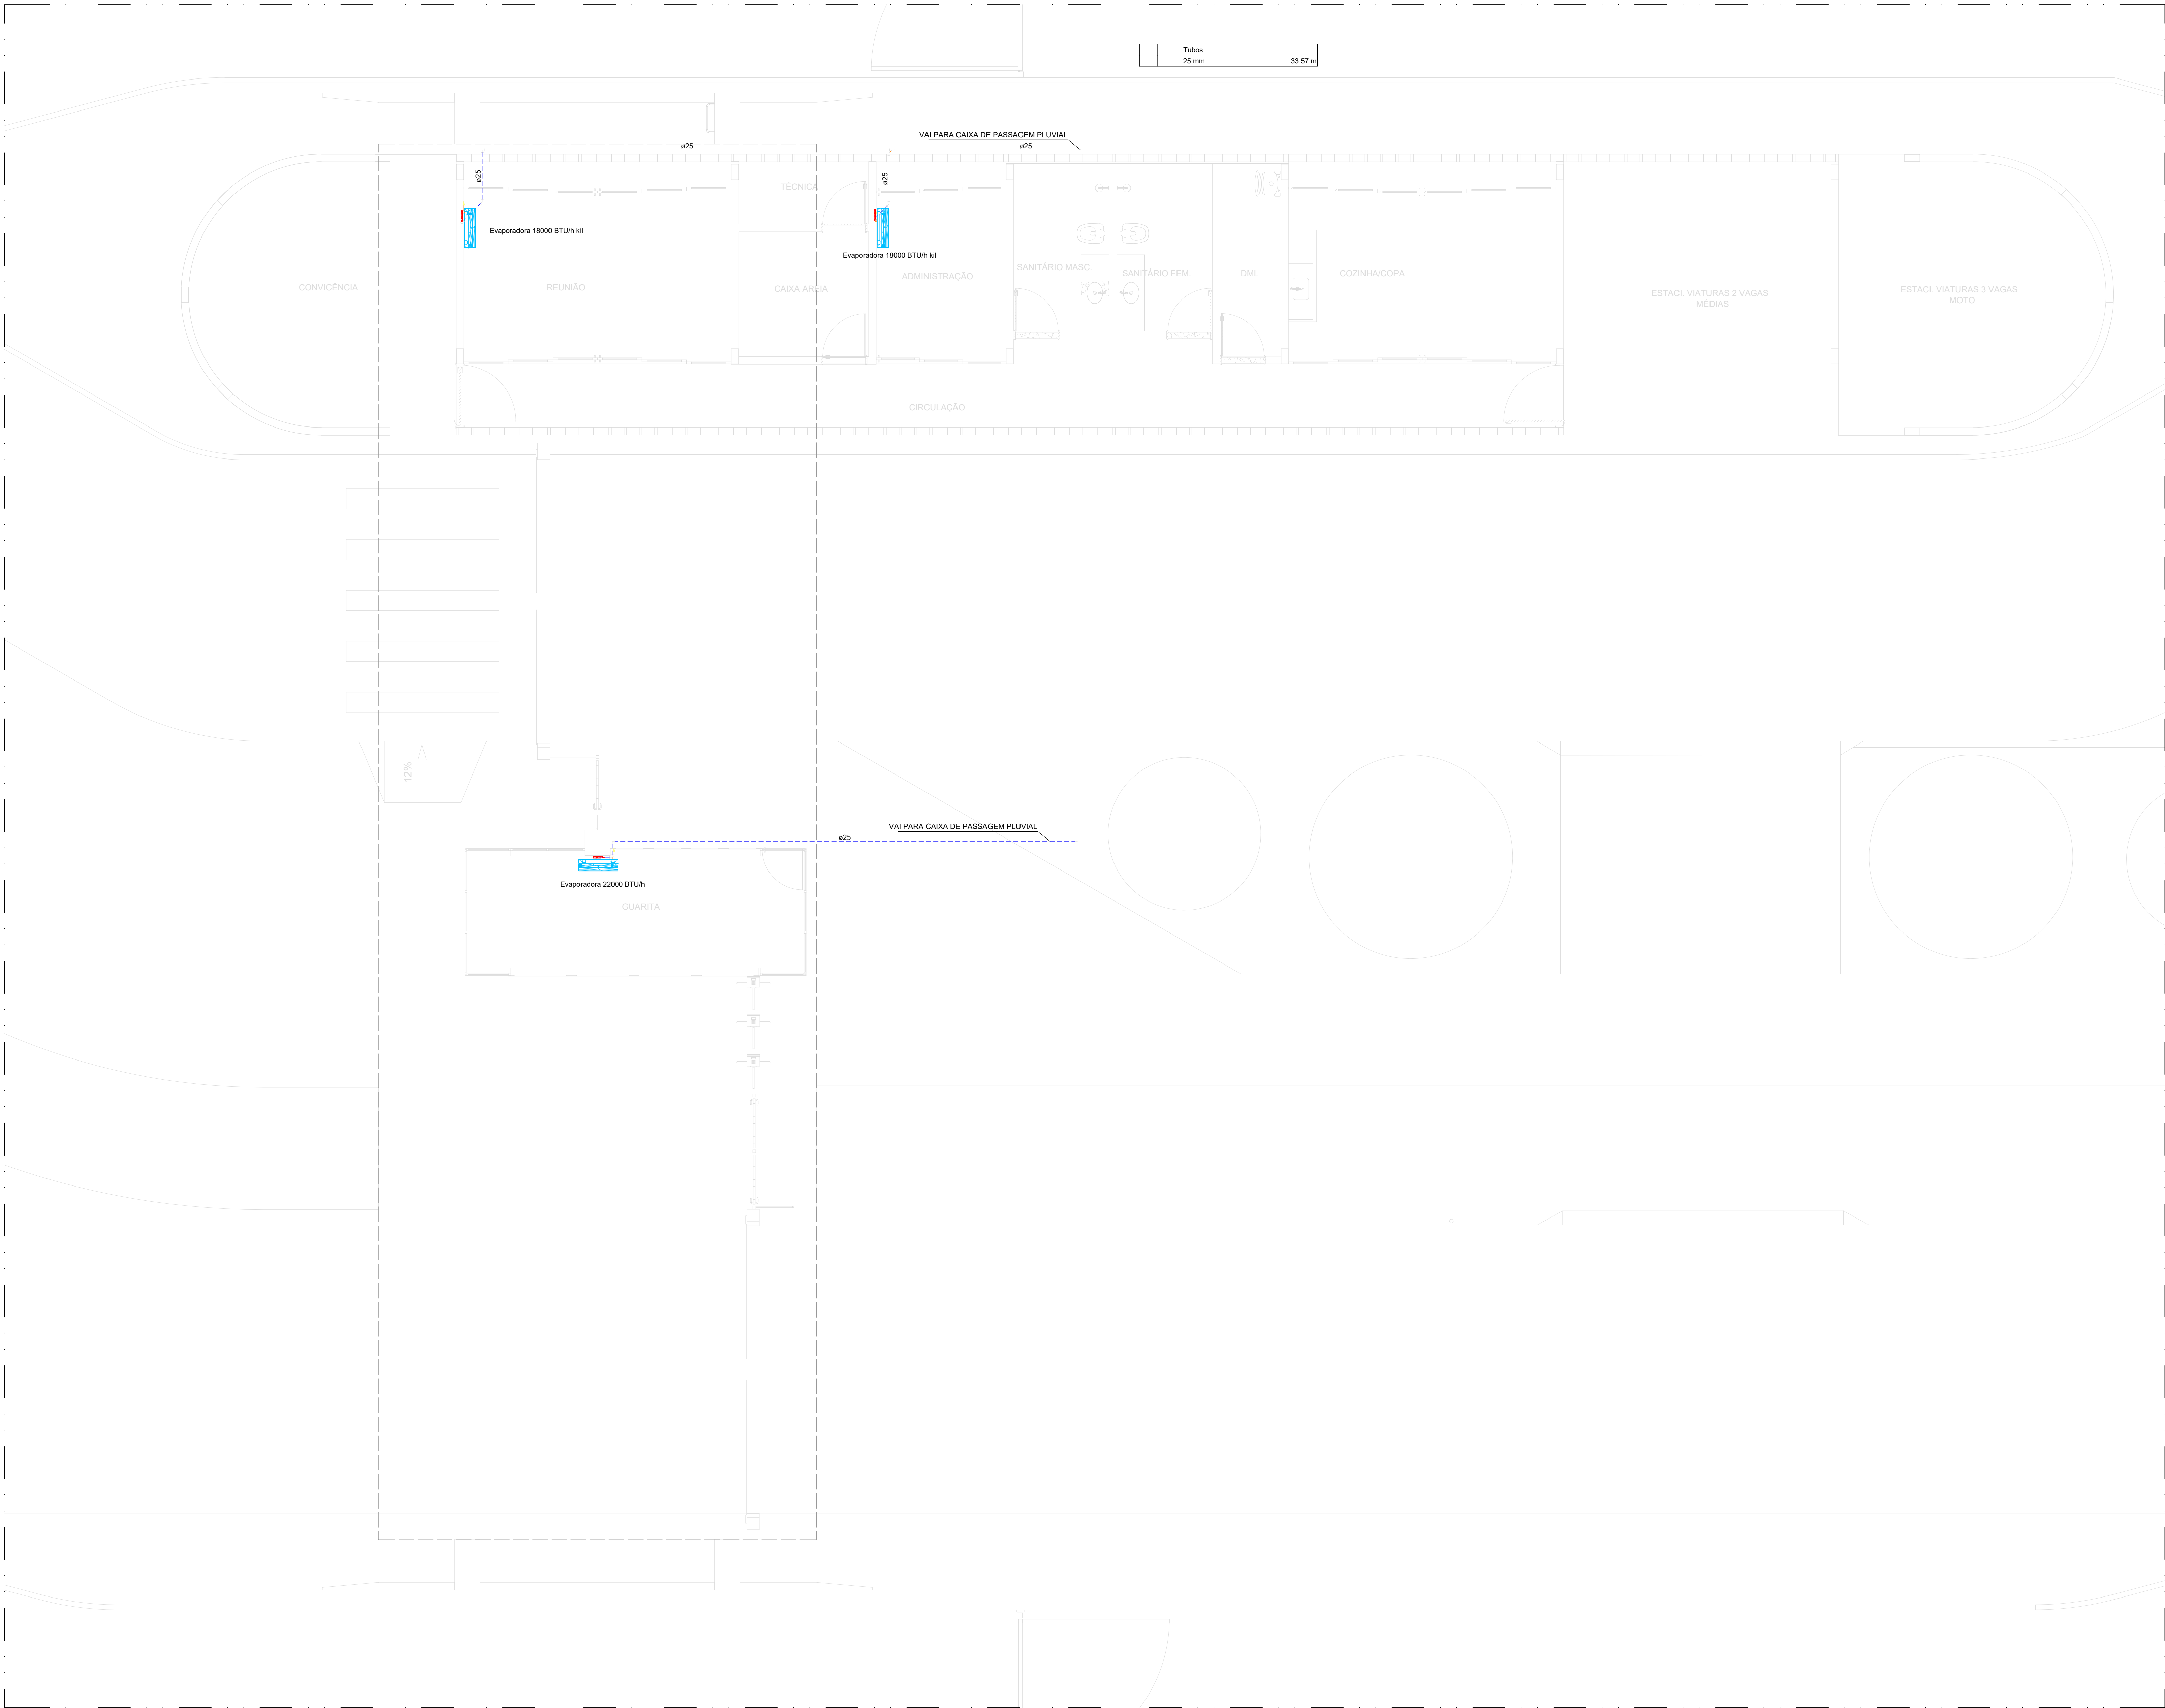 Tubos
25 mm 33.57 m
VAI PARA CAIXA DE PASSAGEM PLUVIAL
ø25
ø25
ø25
ø25
TÉCNICA
Evaporadora 18000 BTU/h kil
Evaporadora 18000 BTU/h kil
CONVICÊNCIA
REUNIÃO
CAIXA AREIA
ADMINISTRAÇÃO
SANITÁRIO MASC.
SANITÁRIO FEM.
DML
COZINHA/COPA
ESTACI. VIATURAS 2 VAGAS
MÉDIAS
ESTACI. VIATURAS 3 VAGAS
MOTO
CIRCULAÇÃO
12%
VAI PARA CAIXA DE PASSAGEM PLUVIAL
ø25
Evaporadora 22000 BTU/h
GUARITA